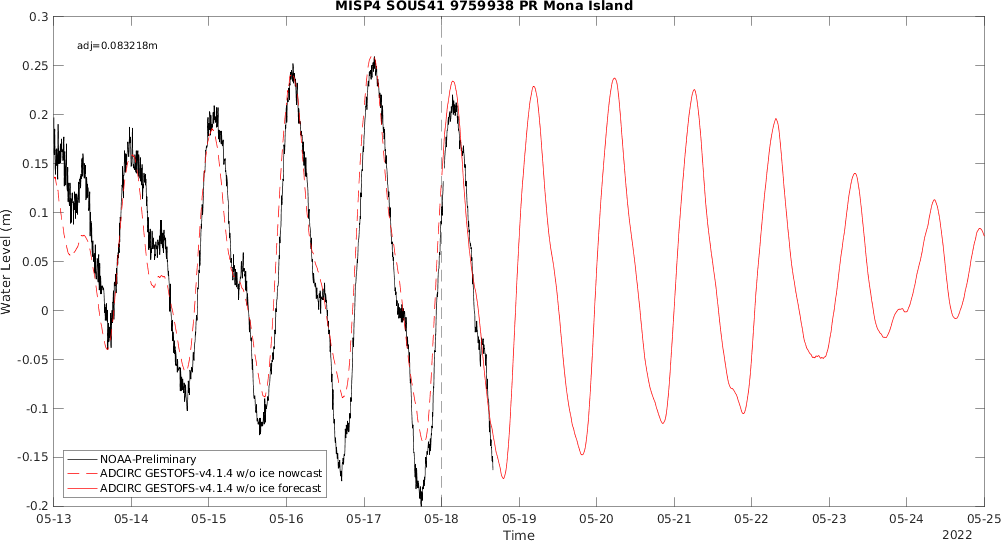 MISP4 SOUS41 9759938 PR Mona Island
adj=0.083218m
0.3
0.25
0.2
0.15
0.1
0.05
0
-0.05
-0.1
-0.15
-0.2
Water Level (m)
NOAA-Preliminary
ADCIRC GESTOFS-v4.1.4 w/o ice nowcast
ADCIRC GESTOFS-v4.1.4 w/o ice forecast
05-13 05-14 05-15 05-16 05-17 05-18 05-19 05-20 05-21 05-22 05-23 05-24 05-25
Time
2022